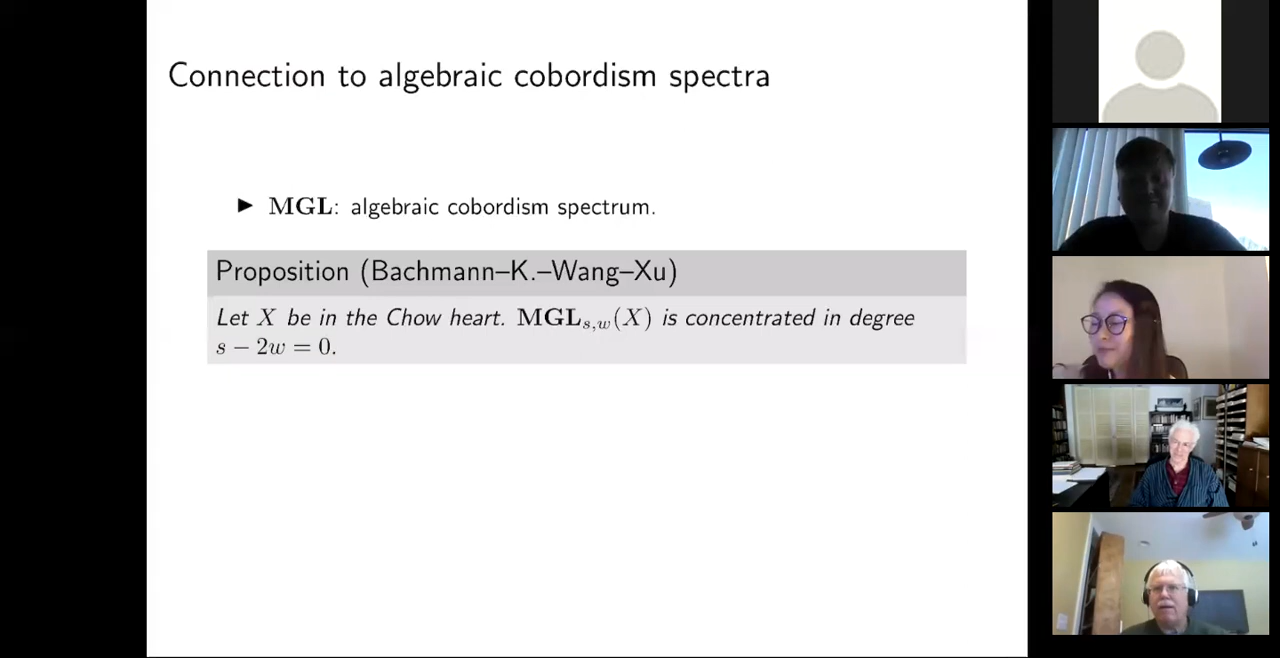 Connection to algebraic cobordism spectra
▶ MGL: algebraic cobordism spectrum.
Proposition (Bachmann–K.–Wang–Xu)
Let X be in the Chow heart. MGL_{s,w}(X) is concentrated in degree
s − 2w = 0.